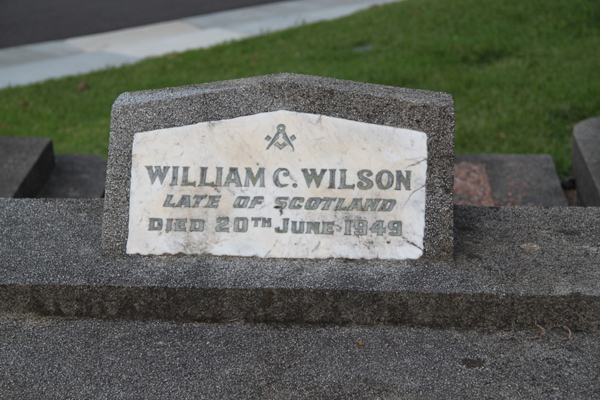 WILLIAM C. WILSON
LATE OF SCOTLAND
DIED 20TH JUNE 1949